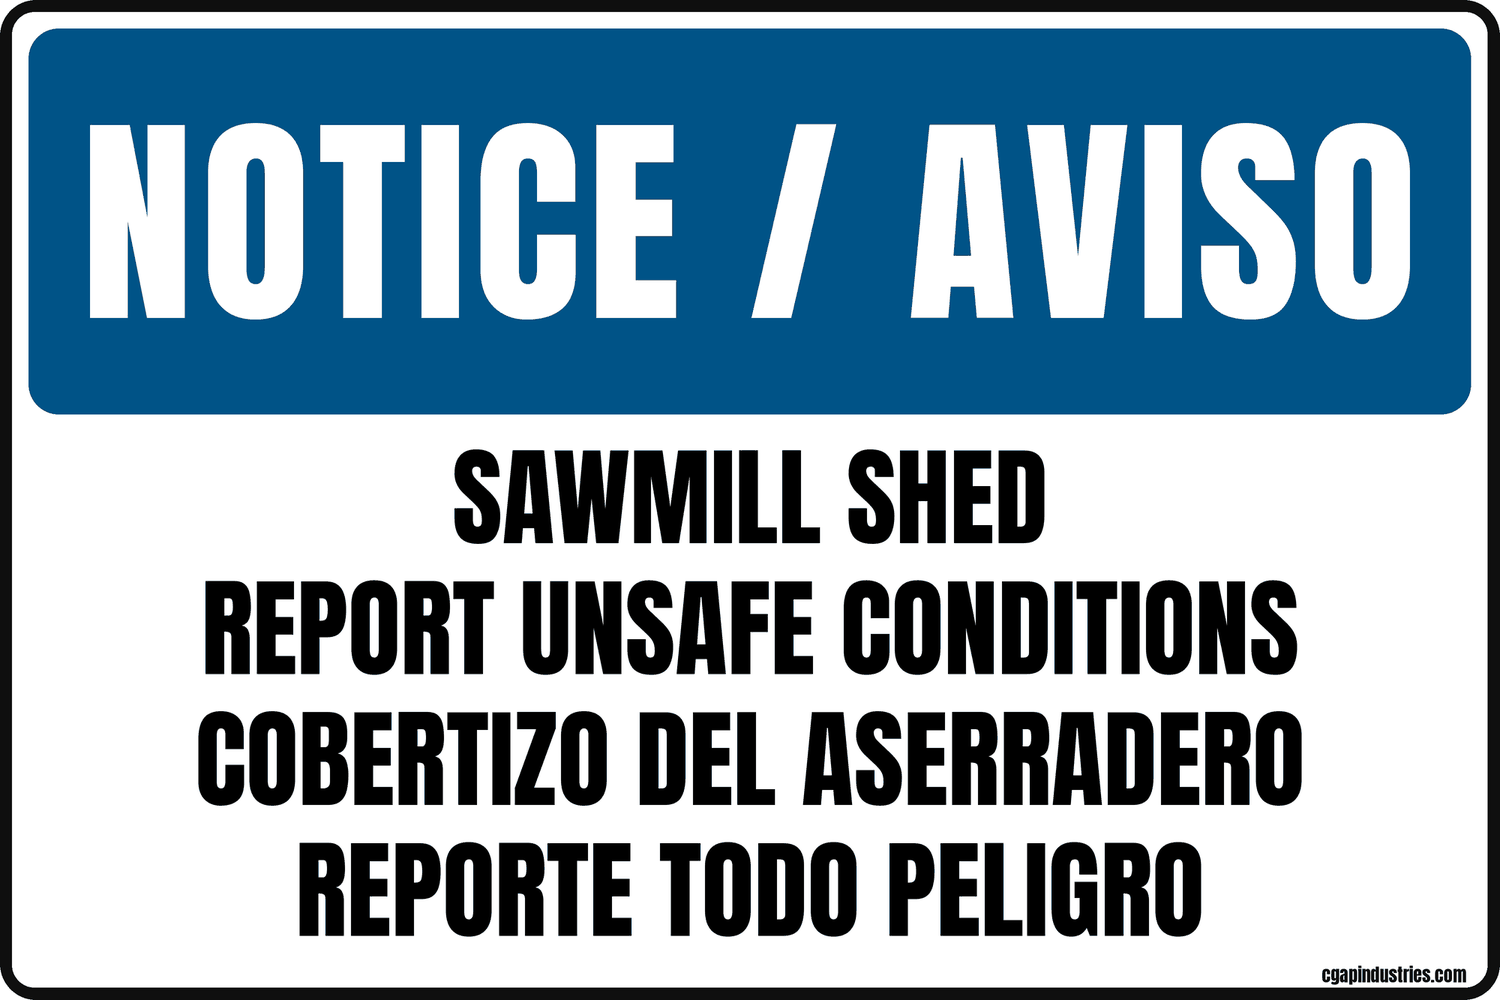 NOTICE / AVISO
SAWMILL SHED
REPORT UNSAFE CONDITIONS
COBERTIZO DEL ASERRADERO
REPORTE TODO PELIGRO
cgapindustries.com